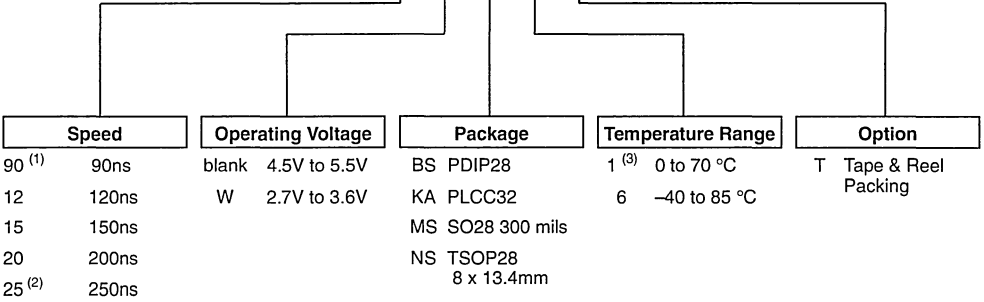 Speed
90 (1) 90ns
12 120ns
15 150ns
20 200ns
25 (2) 250ns
Operating Voltage
blank 4.5V to 5.5V
W 2.7V to 3.6V
Package
BS PDIP28
KA PLCC32
MS SO28 300 mils
NS TSOP28
8 x 13.4mm
Temperature Range
1 (3) 0 to 70 °C
6 –40 to 85 °C
Option
T Tape & Reel
Packing